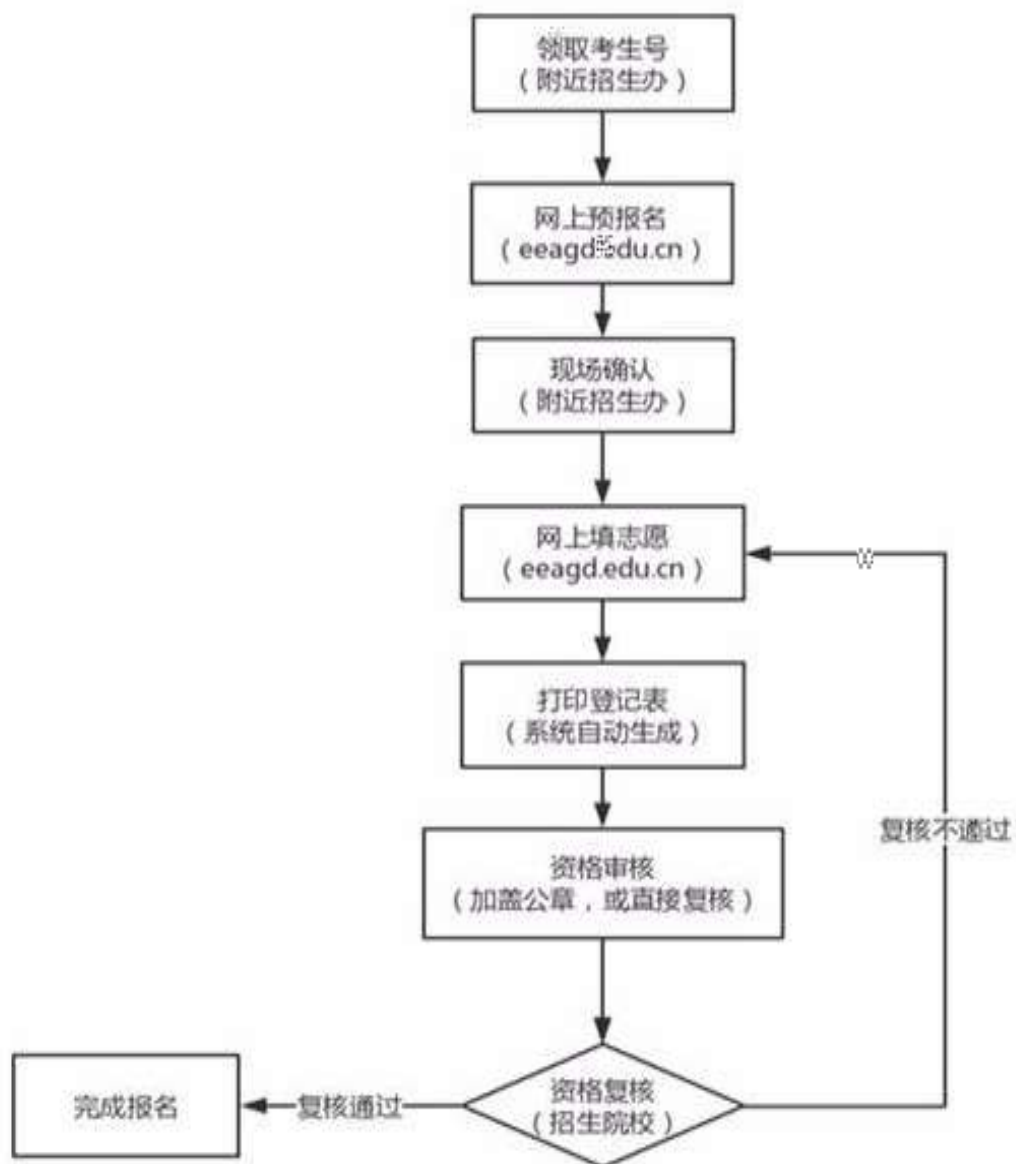 领取考生号
（附近招生办）
网上预报名
（eeagd.edu.cn）
现场确认
（附近招生办）
网上填志愿
（eeagd.edu.cn）
打印登记表
（系统自动生成）
资格审核
（加盖公章，或直接复核）
复核不通过
资格复核
（招生院校）
复核通过
完成报名